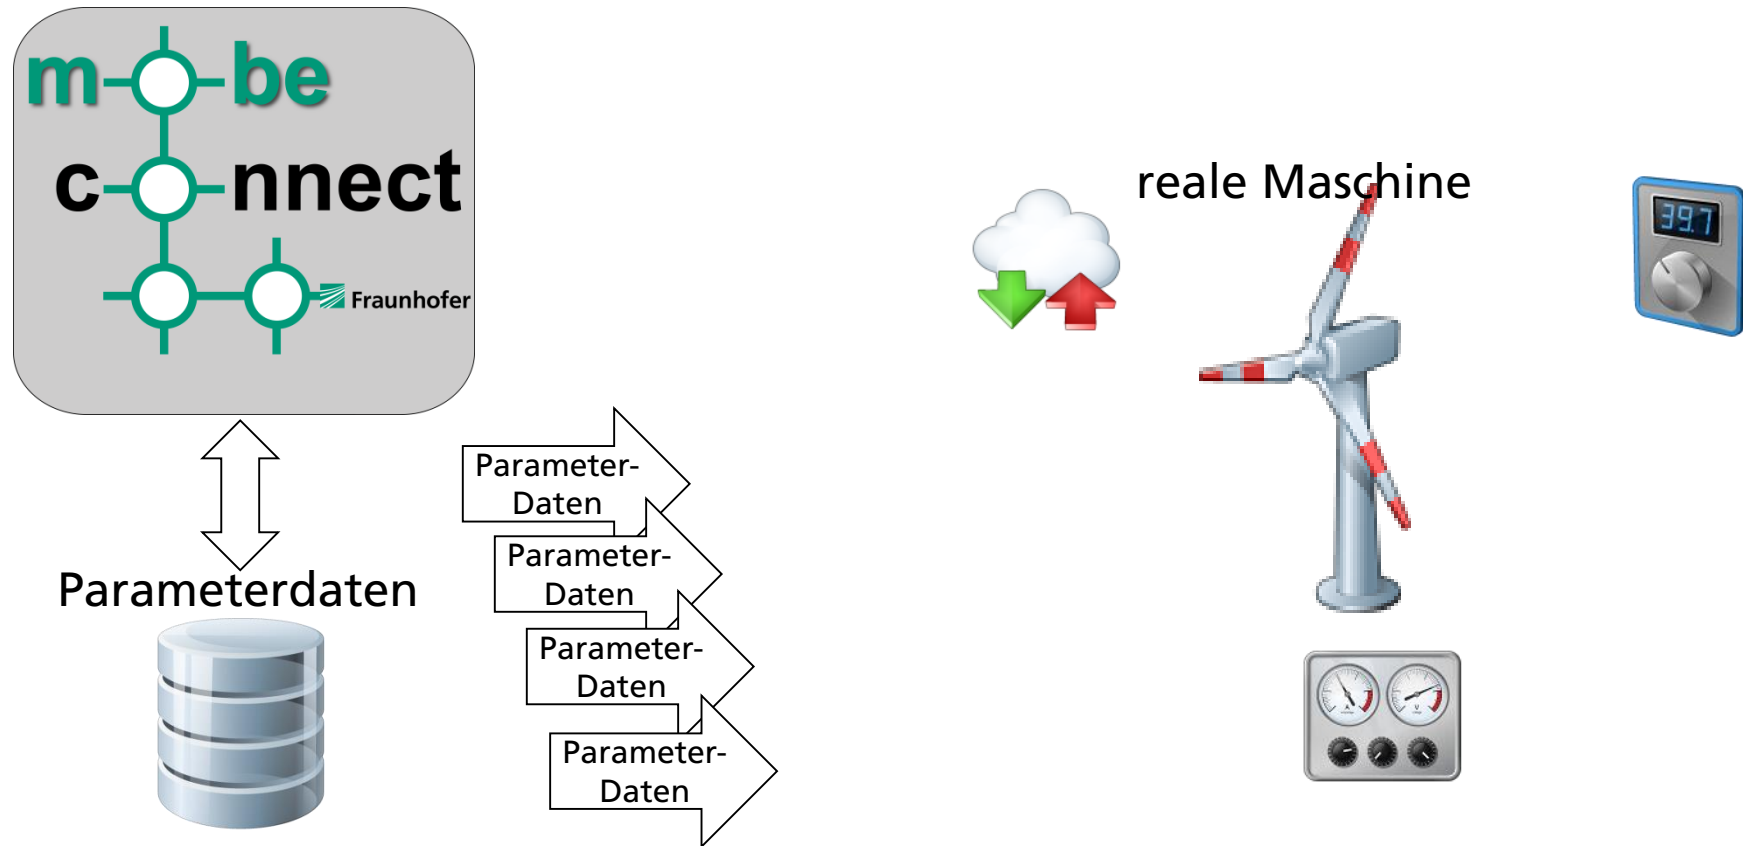 m be
c nnect
Fraunhofer
reale Maschine
39.7
Parameter-
Daten
Parameter-
Daten
Parameterdaten
Parameter-
Daten
Parameter-
Daten
A
V